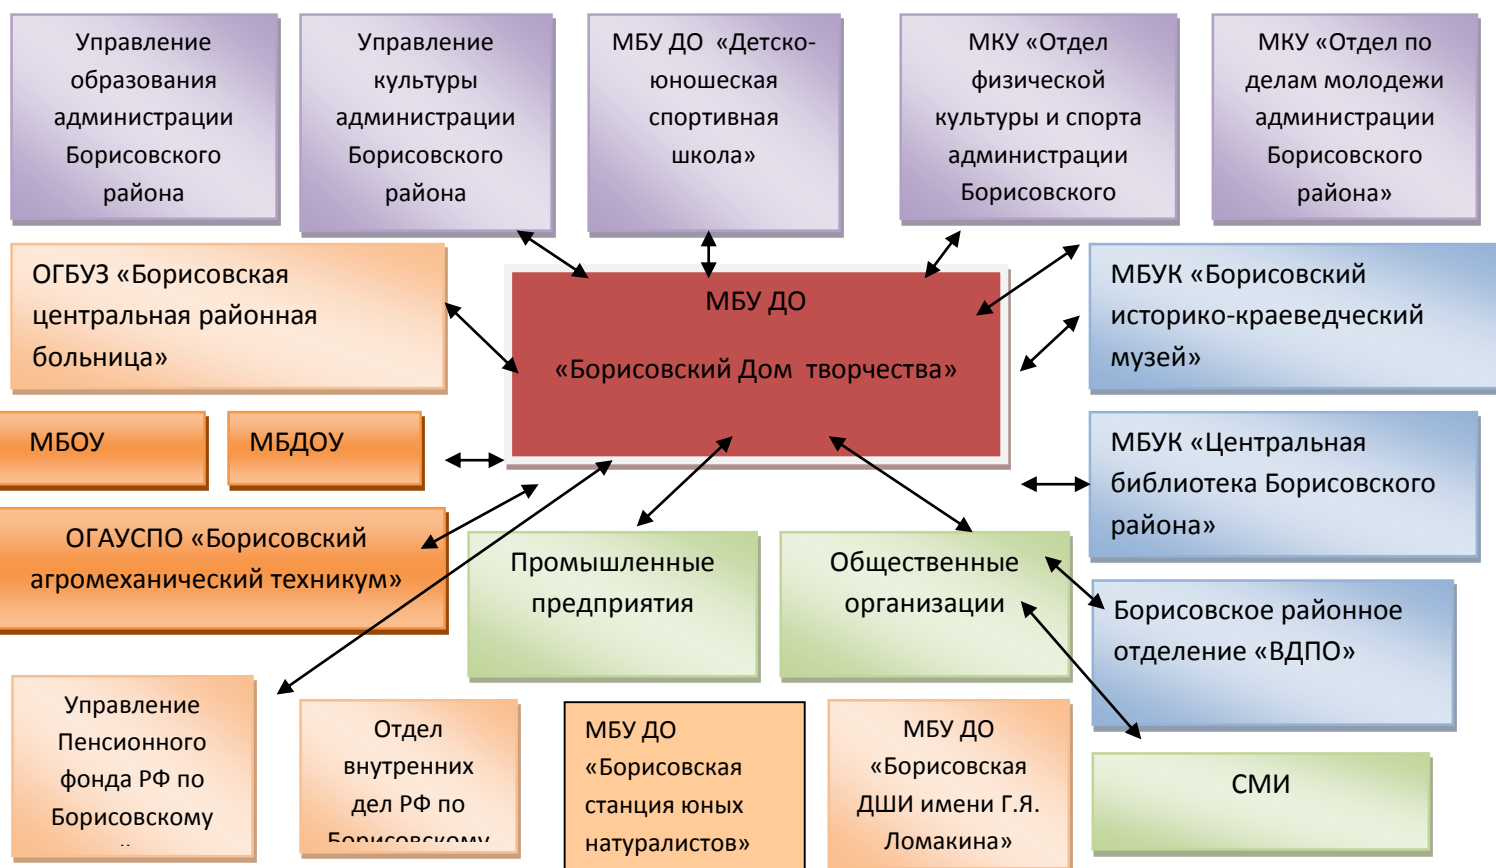 Управление
образования
администрации
Борисовского
района
Управление
культуры
администрации
Борисовского
района
МБУ ДО «Детско-
юношеская
спортивная
школа»
МКУ «Отдел
физической
культуры и спорта
администрации
Борисовского
МКУ «Отдел по
делам молодежи
администрации
Борисовского
района»
ОГБУЗ «Борисовская
центральная районная
больница»
МБУ ДО
«Борисовский Дом творчества»
МБУК «Борисовский
историко-краеведческий
музей»
МБОУ
МБДОУ
МБУК «Центральная
библиотека Борисовского
района»
ОГАУСПО «Борисовский
агромеханический техникум»
Промышленные
предприятия
Общественные
организации
Борисовское районное
отделение «ВДПО»
Управление
Пенсионного
фонда РФ по
Борисовскому
Отдел
внутренних
дел РФ по
Борисовскому
МБУ ДО
«Борисовская
станция юных
натуралистов»
МБУ ДО
«Борисовская
ДШИ имени Г.Я.
Ломакина»
СМИ